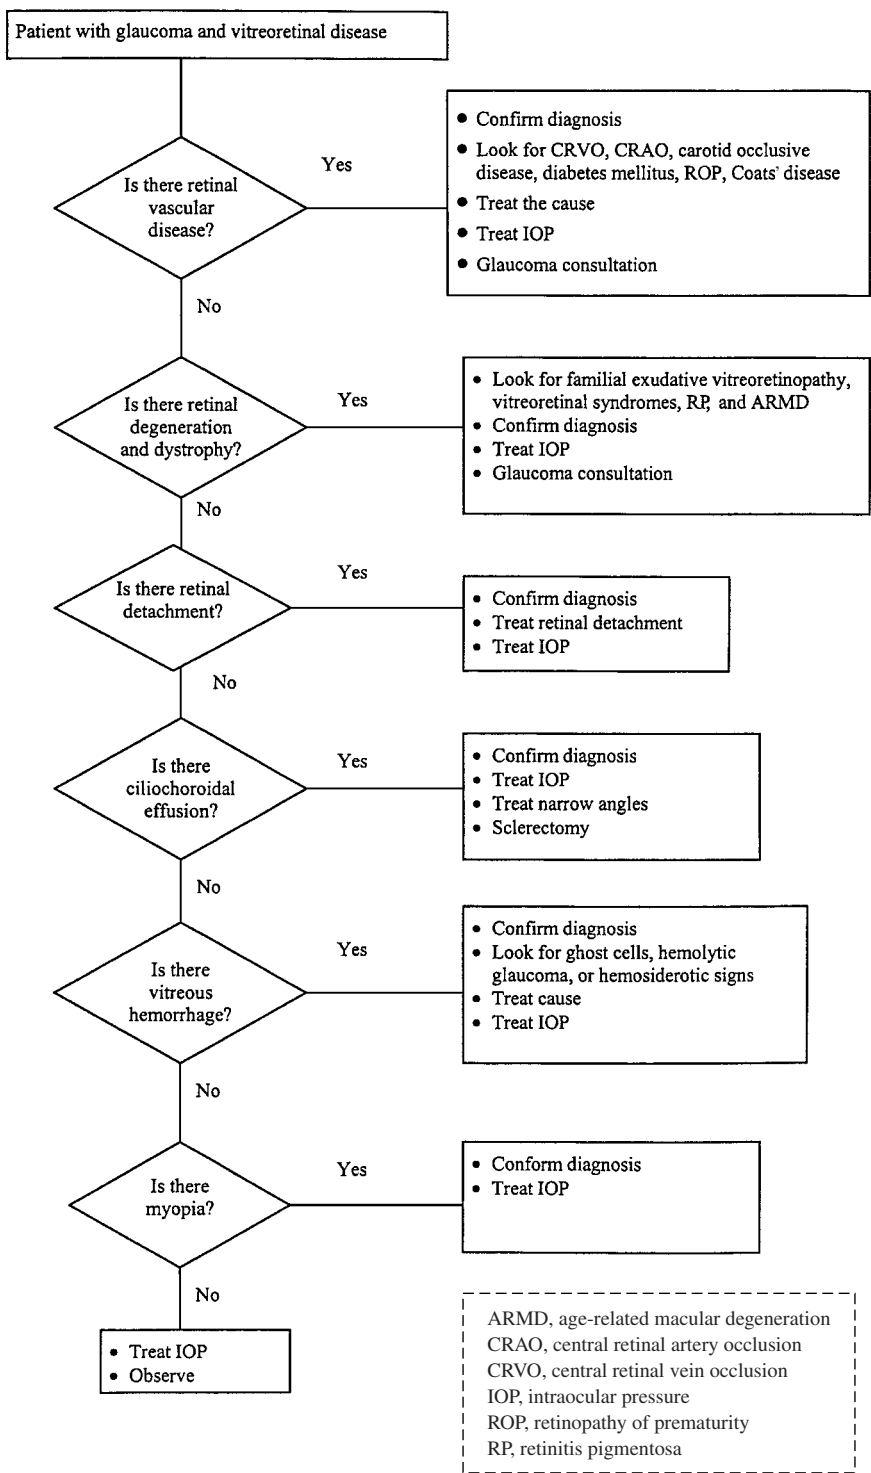 Patient with glaucoma and vitreoretinal disease
Is there retinal
vascular
disease?
Yes
● Confirm diagnosis
● Look for CRVO, CRAO, carotid occlusive
disease, diabetes mellitus, ROP, Coats' disease
● Treat the cause
● Treat IOP
● Glaucoma consultation
No
Is there retinal
degeneration
and dystrophy?
Yes
• Look for familial exudative vitreoretinopathy,
vitreoretinal syndromes, RP, and ARMD
• Confirm diagnosis
• Treat IOP
• Glaucoma consultation
No
Is there retinal
detachment?
Yes
• Confirm diagnosis
• Treat retinal detachment
• Treat IOP
No
Is there
ciliochoroidal
effusion?
Yes
• Confirm diagnosis
• Treat IOP
• Treat narrow angles
• Sclerectomy
No
Is there
vitreous
hemorrhage?
Yes
• Confirm diagnosis
• Look for ghost cells, hemolytic
glaucoma, or hemosiderotic signs
• Treat cause
• Treat IOP
No
Is there
myopia?
Yes
• Conform diagnosis
• Treat IOP
No
• Treat IOP
• Observe
ARMD, age-related macular degeneration
CRAO, central retinal artery occlusion
CRVO, central retinal vein occlusion
IOP, intraocular pressure
ROP, retinopathy of prematurity
RP, retinitis pigmentosa